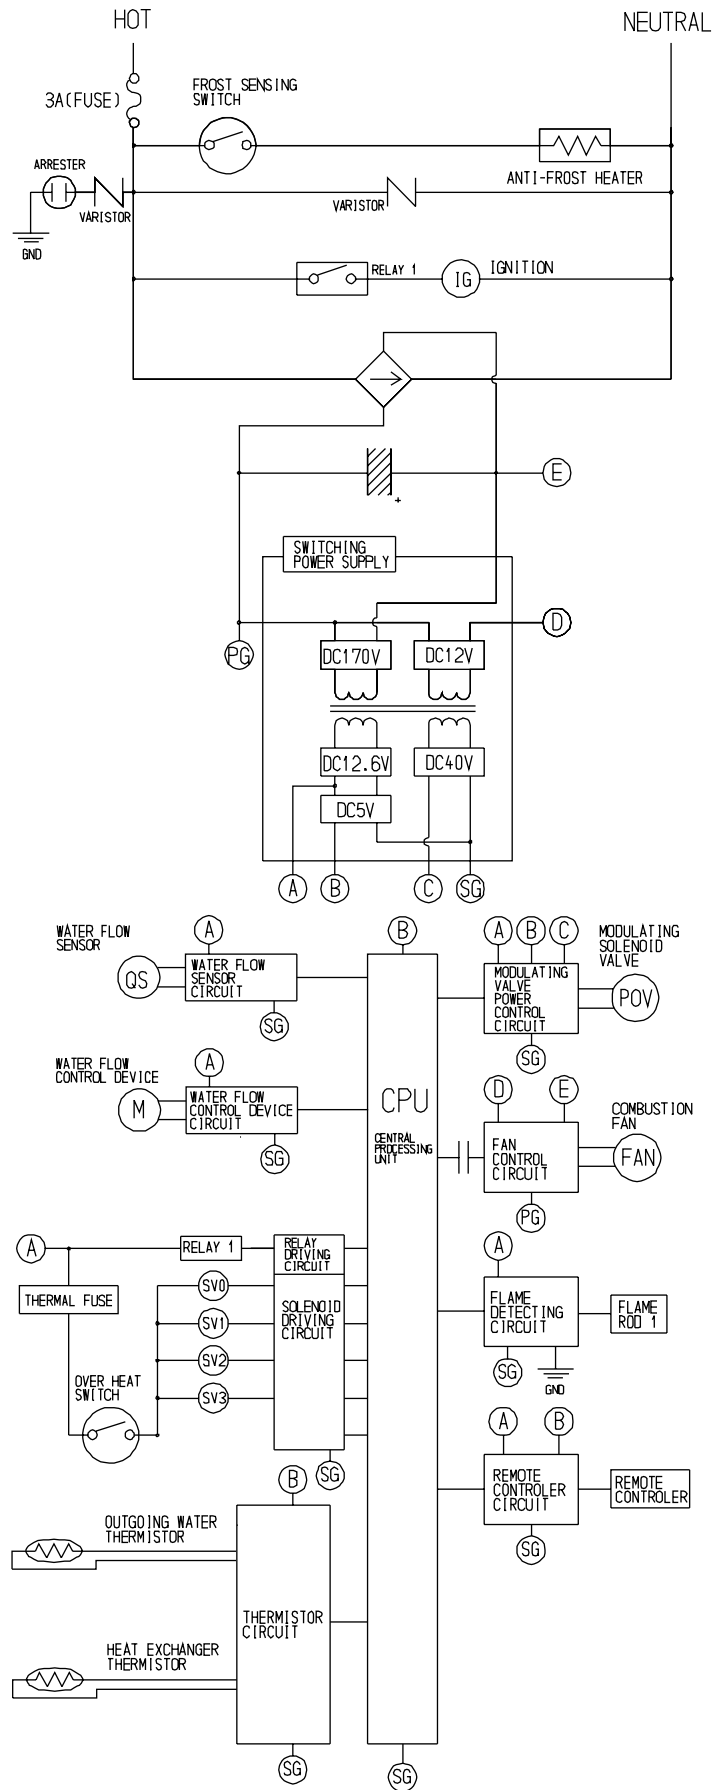 HOT
NEUTRAL
3A(FUSE)
FROST SENSING
SWITCH
ARRESTER
VARISTOR
GND
VARISTOR
ANTI-FROST HEATER
RELAY 1
IG
IGNITION
+
E
SWITCHING
POWER SUPPLY
D
PG
DC170V
DC12V
DC12.6V
DC40V
DC5V
A
B
C
SG
WATER FLOW
SENSOR
QS
A
WATER FLOW
SENSOR
CIRCUIT
SG
WATER FLOW
CONTROL DEVICE
M
A
WATER FLOW
CONTROL DEVICE
CIRCUIT
SG
B
CPU
CENTRAL
PROCESSING
UNIT
A
B
C
MODULATING
SOLENOID
VALVE
MODULATING
VALVE
POWER
CONTROL
CIRCUIT
POV
SG
D
E
COMBUSTION
FAN
FAN
CONTROL
CIRCUIT
FAN
PG
A
RELAY 1
RELAY
DRIVING
CIRCUIT
THERMAL FUSE
SV0
SV1
SV2
SV3
SOLENOID
DRIVING
CIRCUIT
OVER HEAT
SWITCH
SG
A
FLAME
DETECTING
CIRCUIT
FLAME
ROD 1
SG
GND
A
B
REMOTE
CONTROLER
CIRCUIT
REMOTE
CONTROLER
SG
B
OUTGOING WATER
THERMISTOR
THERMISTOR
CIRCUIT
HEAT EXCHANGER
THERMISTOR
SG
SG